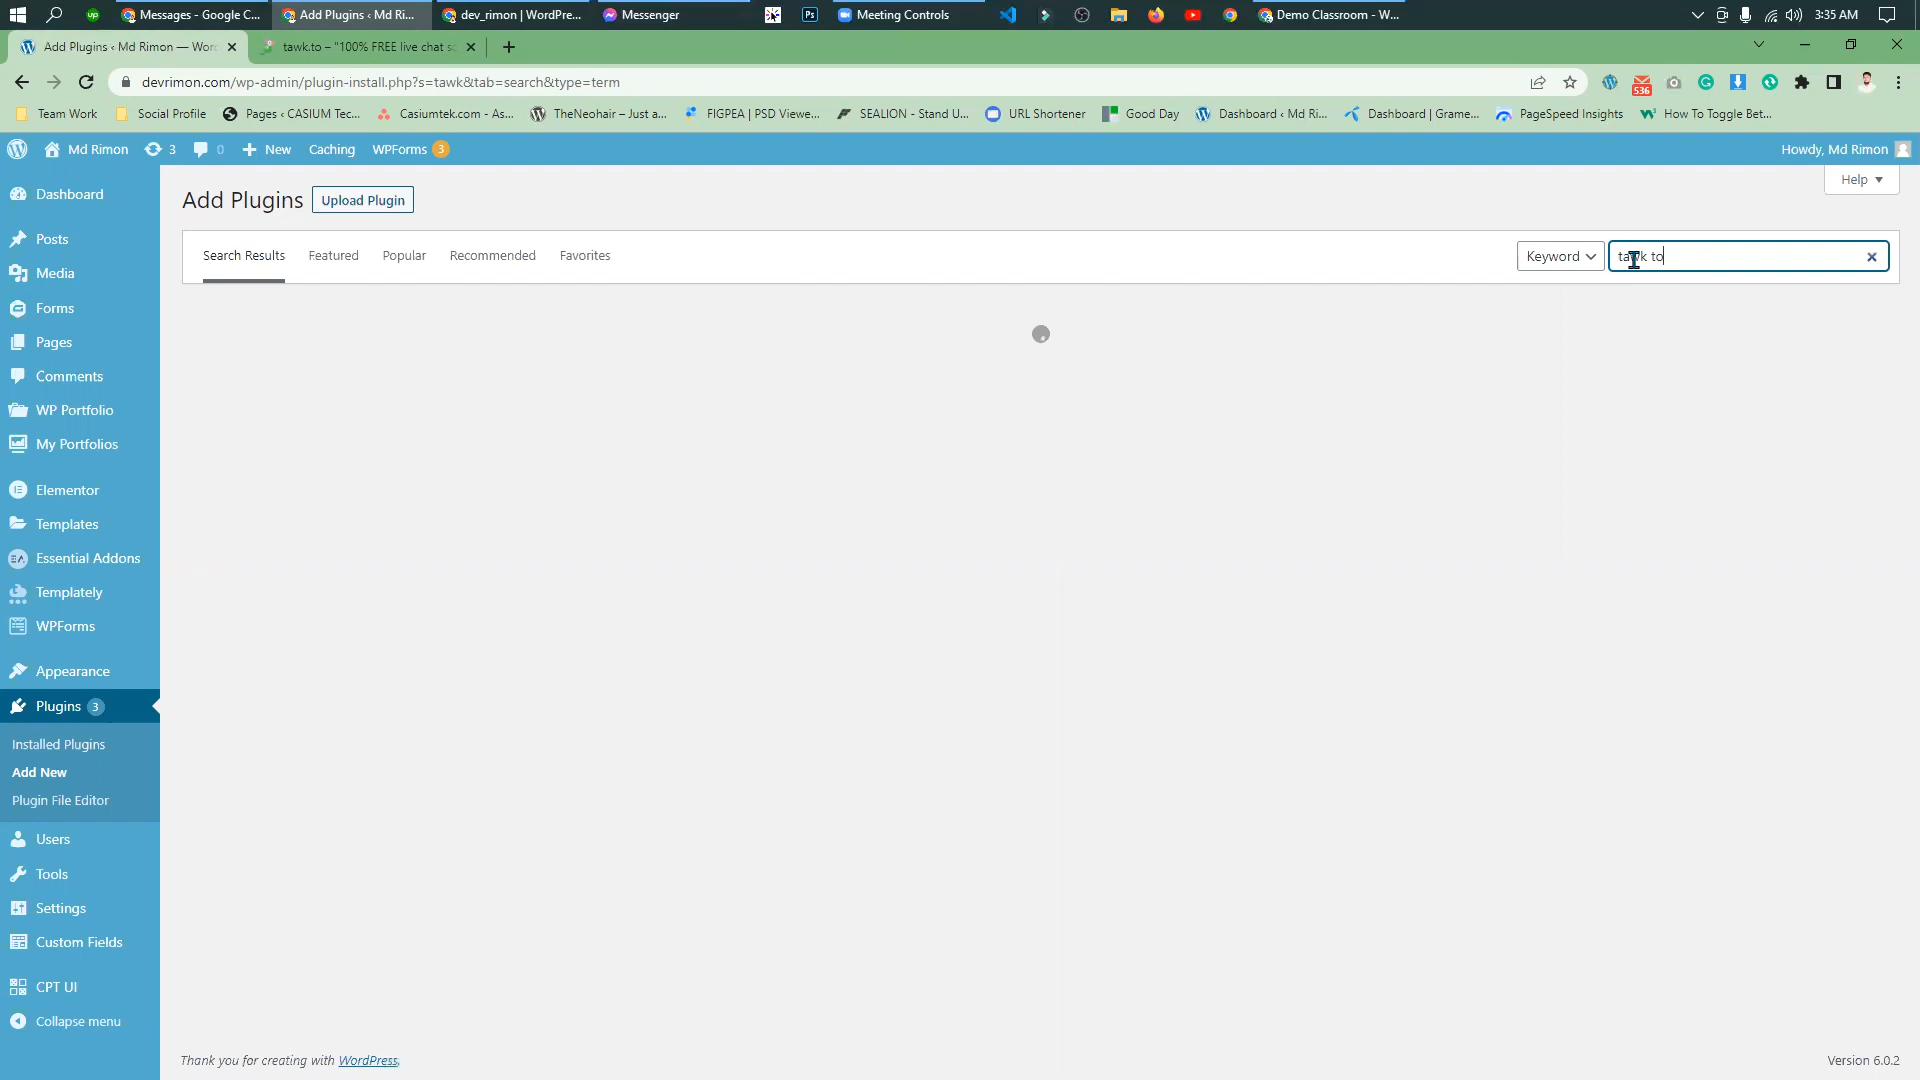 Messages - Google C...
Add Plugins ‹ Md Ri...
dev_rimon | WordPre...
Messenger
Ps
Meeting Controls
Demo Classroom - W...
3:35 AM
Add Plugins ‹ Md Rimon — Wor
tawk.to – "100% FREE live chat s
devrimon.com/wp-admin/plugin-install.php?s=tawk&tab=search&type=term
536
Team Work
Social Profile
Pages ‹ CASIUM Tec...
Casiumtek.com - As...
TheNeohair – Just a...
FIGPEA | PSD Viewe...
SEALION - Stand U...
URL Shortener
Good Day
Dashboard ‹ Md Ri...
Dashboard | Grame...
PageSpeed Insights
How To Toggle Bet...
Md Rimon
3
0
New
Caching
WPForms 3
Howdy, Md Rimon
Help
Dashboard
Posts
Media
Forms
Pages
Comments
WP Portfolio
My Portfolios
Elementor
Templates
Essential Addons
Templately
WPForms
Appearance
Plugins 3
Installed Plugins
Add New
Plugin File Editor
Users
Tools
Settings
Custom Fields
CPT UI
Collapse menu
Add Plugins
Upload Plugin
Search Results
Featured
Popular
Recommended
Favorites
Keyword
tawk to
Thank you for creating with WordPress.
Version 6.0.2